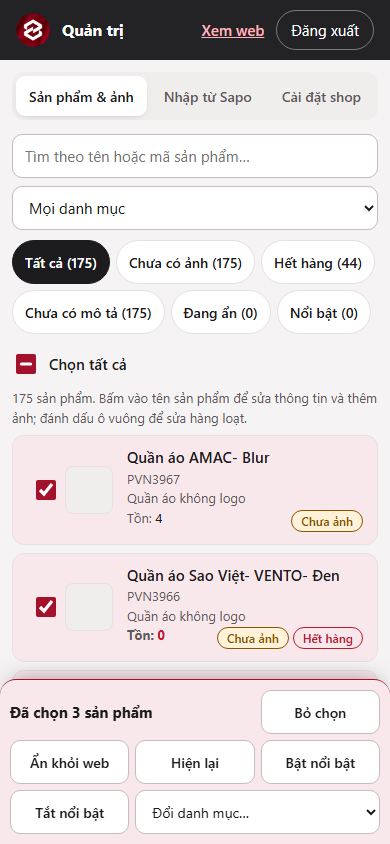 Quản trị
Xem web
Đăng xuất
Sản phẩm & ảnh
Nhập từ Sapo
Cài đặt shop
Tìm theo tên hoặc mã sản phẩm...
Mọi danh mục
Tất cả (175)
Chưa có ảnh (175)
Hết hàng (44)
Chưa có mô tả (175)
Đang ẩn (0)
Nổi bật (0)
Chọn tất cả
175 sản phẩm. Bấm vào tên sản phẩm để sửa thông tin và thêm
ảnh; đánh dấu ô vuông để sửa hàng loạt.
Quần áo AMAC- Blur
PVN3967
Quần áo không logo
Tồn: 4
Chưa ảnh
Quần áo Sao Việt- VENTO- Đen
PVN3966
Quần áo không logo
Tồn: 0
Chưa ảnh
Hết hàng
Đã chọn 3 sản phẩm
Bỏ chọn
Ẩn khỏi web
Hiện lại
Bật nổi bật
Tắt nổi bật
Đổi danh mục...